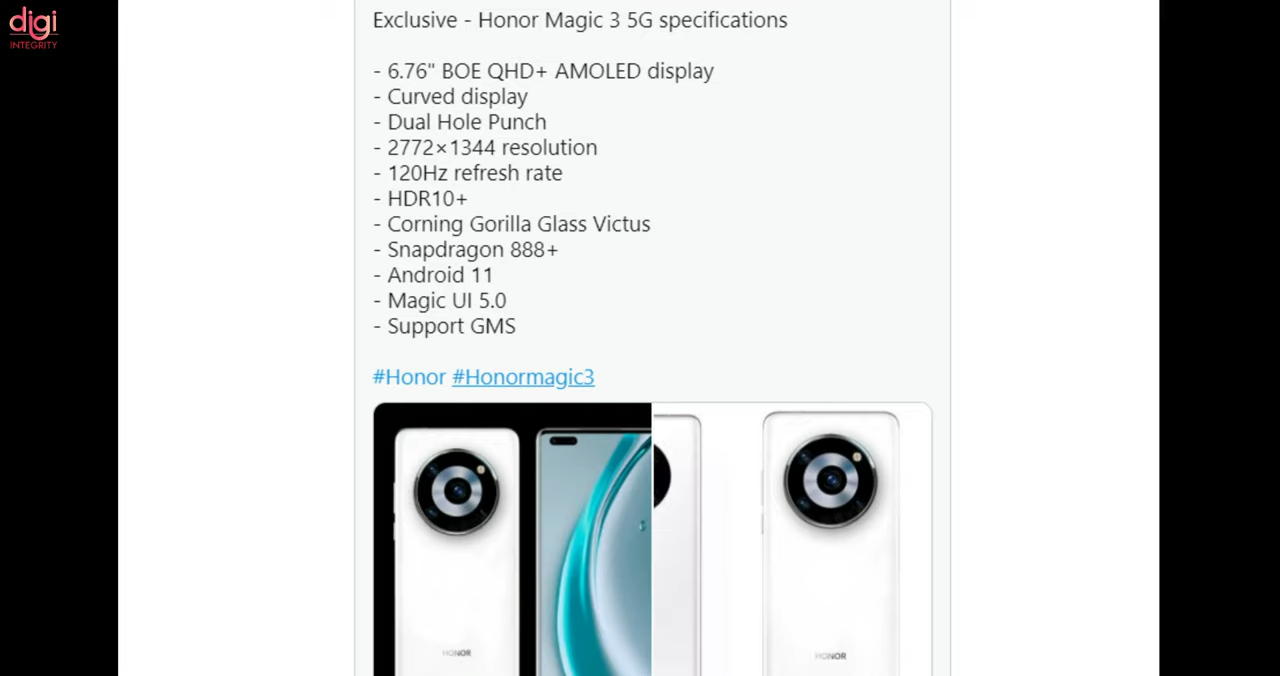 digi
INTEGRITY
Exclusive - Honor Magic 3 5G specifications
- 6.76" BOE QHD+ AMOLED display
- Curved display
- Dual Hole Punch
- 2772×1344 resolution
- 120Hz refresh rate
- HDR10+
- Corning Gorilla Glass Victus
- Snapdragon 888+
- Android 11
- Magic UI 5.0
- Support GMS
#Honor #Honormagic3
HONOR
HONOR